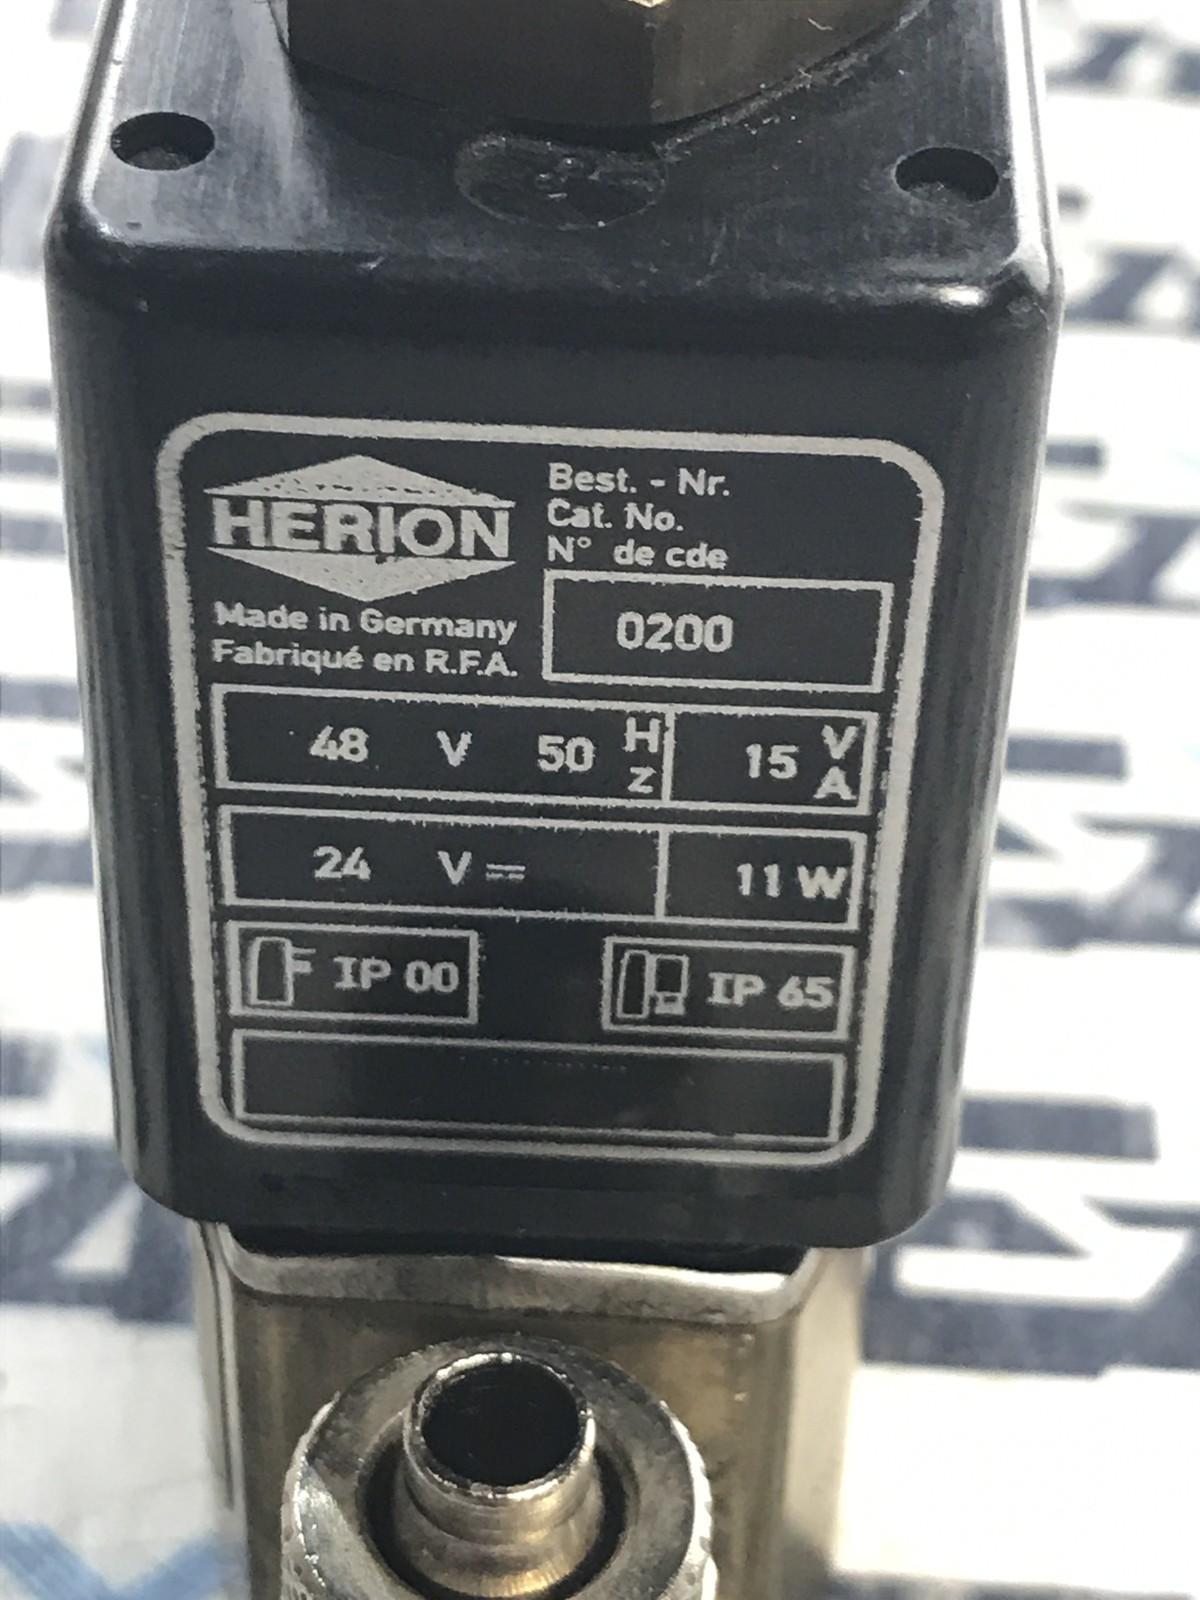 HERION
Best. - Nr.
Cat. No.
N° de cde
Made in Germany
Fabriqué en R.F.A.
0200
48 V 50 Hz 15 VA
24 V⎓ 11 W
IP 00 IP 65